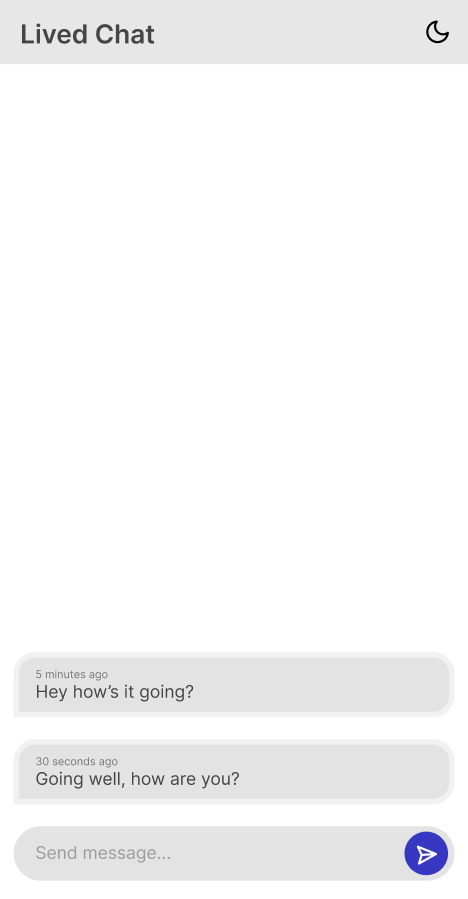 Lived Chat
5 minutes ago
Hey how’s it going?
30 seconds ago
Going well, how are you?
Send message...